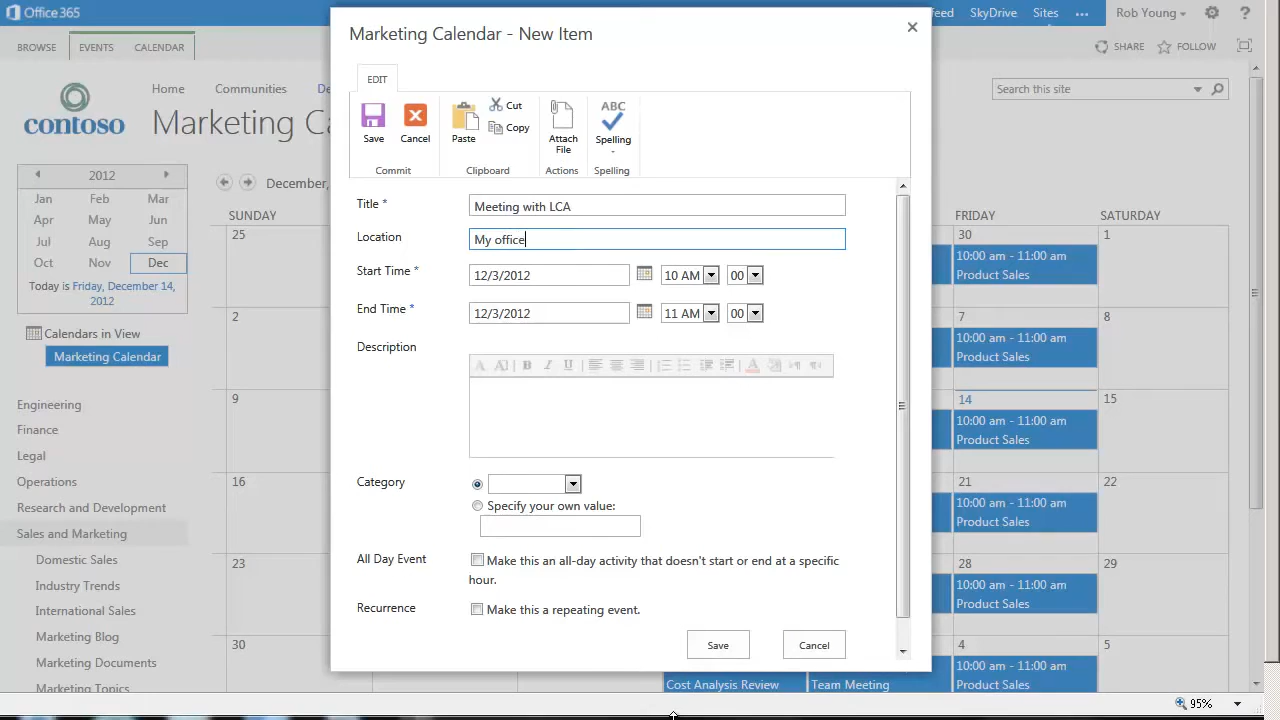 Office 365
feed
SkyDrive
Sites
Rob Young
?
BROWSE
EVENTS
CALENDAR
SHARE
FOLLOW
contoso
Home
Communities
De
Marketing Ca
Search this site
2012
Jan Feb Mar
Apr May Jun
Jul Aug Sep
Oct Nov Dec
Today is Friday, December 14,
2012
Calendars in View
Marketing Calendar
Engineering
Finance
Legal
Operations
Research and Development
Sales and Marketing
Domestic Sales
Industry Trends
International Sales
Marketing Blog
Marketing Documents
Marketing Topics
December,
SUNDAY
25
2
9
16
23
30
Marketing Calendar - New Item
EDIT
Save
Cancel
Commit
Paste
Cut
Copy
Clipboard
Attach
File
Actions
ABC
Spelling
Spelling
Title *
Meeting with LCA
Location
My office
Start Time *
12/3/2012
10 AM
00
End Time *
12/3/2012
11 AM
00
Description
A A B I U A
Category
Specify your own value:
All Day Event
Make this an all-day activity that doesn't start or end at a specific
hour.
Recurrence
Make this a repeating event.
Save
Cancel
FRIDAY
SATURDAY
30
10:00 am - 11:00 am
Product Sales
1
7
10:00 am - 11:00 am
Product Sales
8
14
10:00 am - 11:00 am
Product Sales
15
21
10:00 am - 11:00 am
Product Sales
22
28
10:00 am - 11:00 am
Product Sales
29
4
10:00 am - 11:00 am
Product Sales
5
Cost Analysis Review
Team Meeting
95%